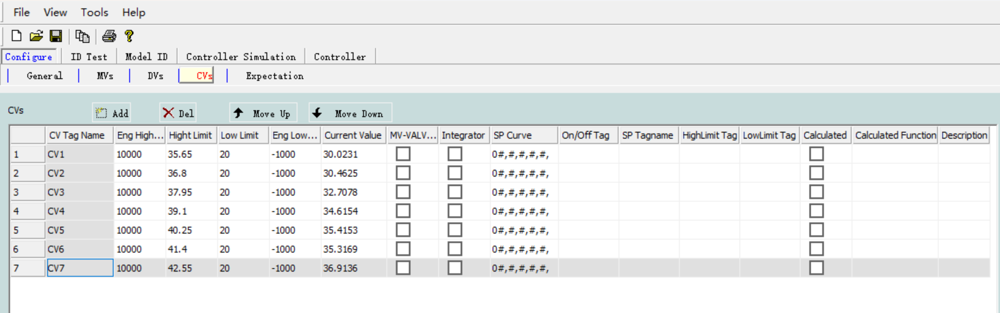 File View Tools Help
Configure ID Test Model ID Controller Simulation Controller
General MVs DVs CVs Expectation
CVs Add Del Move Up Move Down
CV Tag Name Eng High... Hight Limit Low Limit Eng Low... Current Value MV-VALV... Integrator SP Curve On/Off Tag SP Tagname HighLimit Tag LowLimit Tag Calculated Calculated Function Description
1 CV1 10000 35.65 20 -1000 30.0231 0#,#,#,#,#,
2 CV2 10000 36.8 20 -1000 30.4625 0#,#,#,#,#,
3 CV3 10000 37.95 20 -1000 32.7078 0#,#,#,#,#,
4 CV4 10000 39.1 20 -1000 34.6154 0#,#,#,#,#,
5 CV5 10000 40.25 20 -1000 35.4153 0#,#,#,#,#,
6 CV6 10000 41.4 20 -1000 35.3169 0#,#,#,#,#,
7 CV7 10000 42.55 20 -1000 36.9136 0#,#,#,#,#,